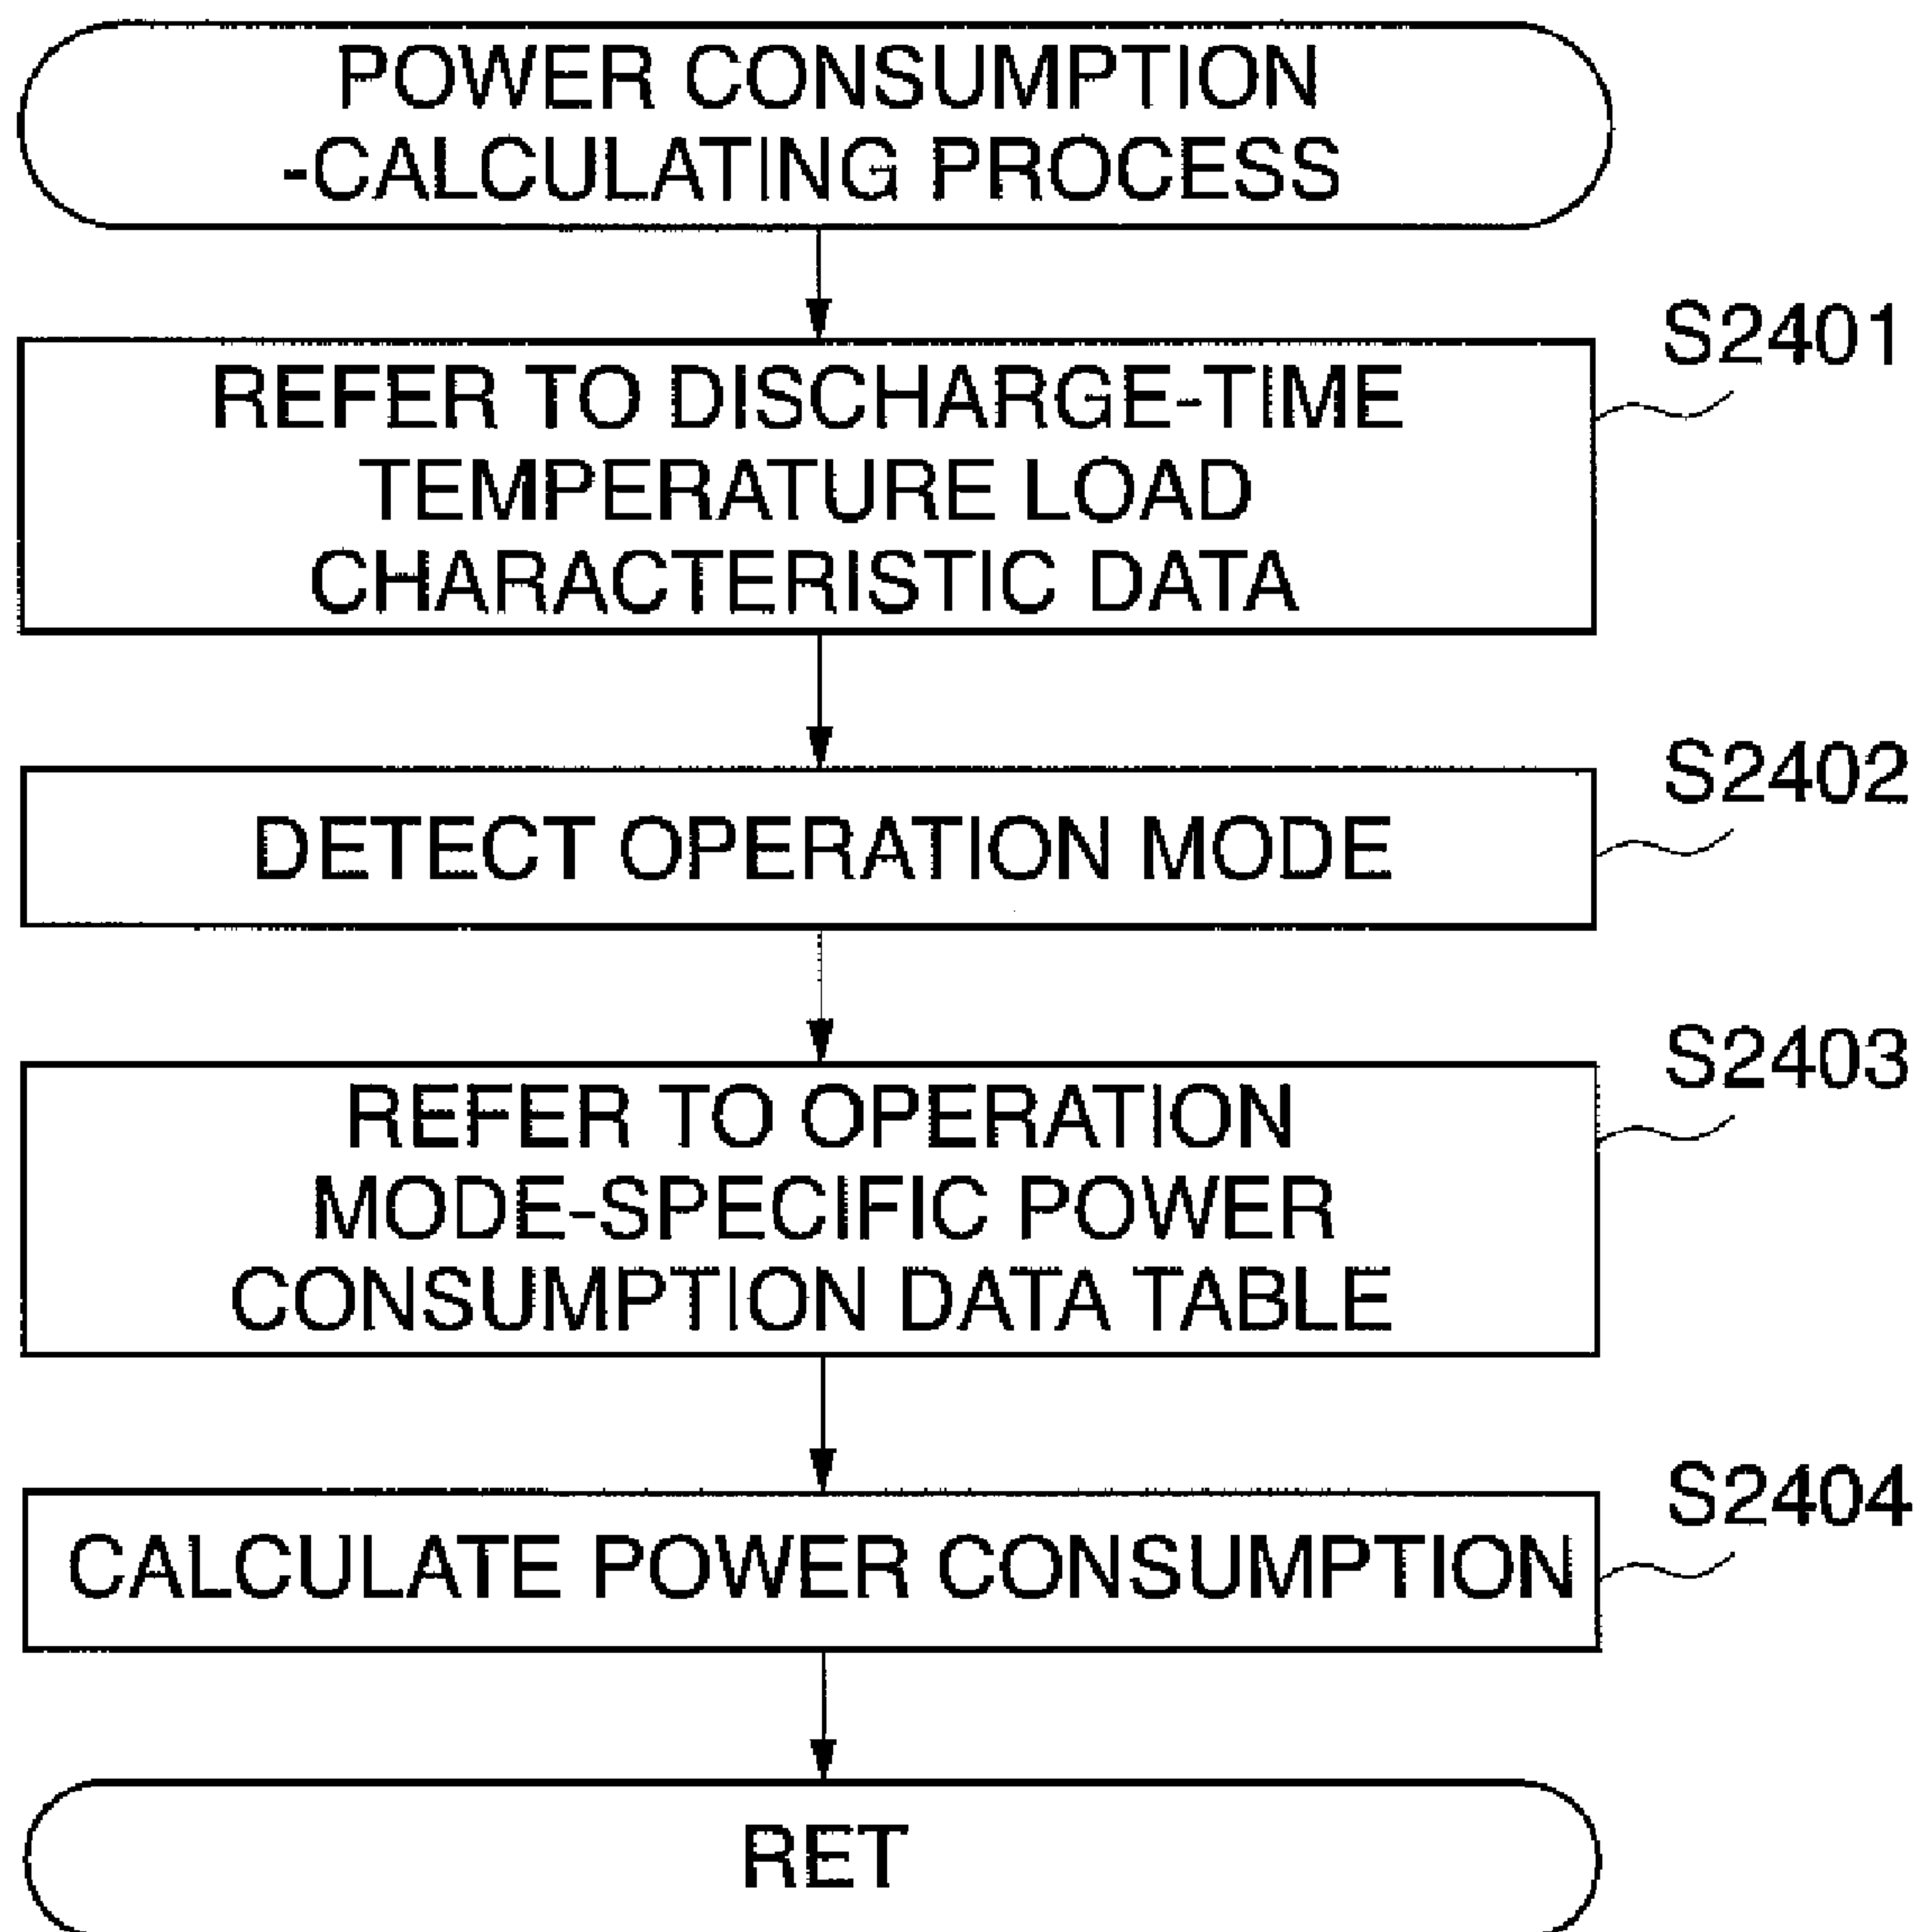 POWER CONSUMPTION
-CALCULATING PROCESS
S2401
REFER TO DISCHARGE-TIME
TEMPERATURE LOAD
CHARACTERISTIC DATA
S2402
DETECT OPERATION MODE
S2403
REFER TO OPERATION
MODE-SPECIFIC POWER
CONSUMPTION DATA TABLE
S2404
CALCULATE POWER CONSUMPTION
RET